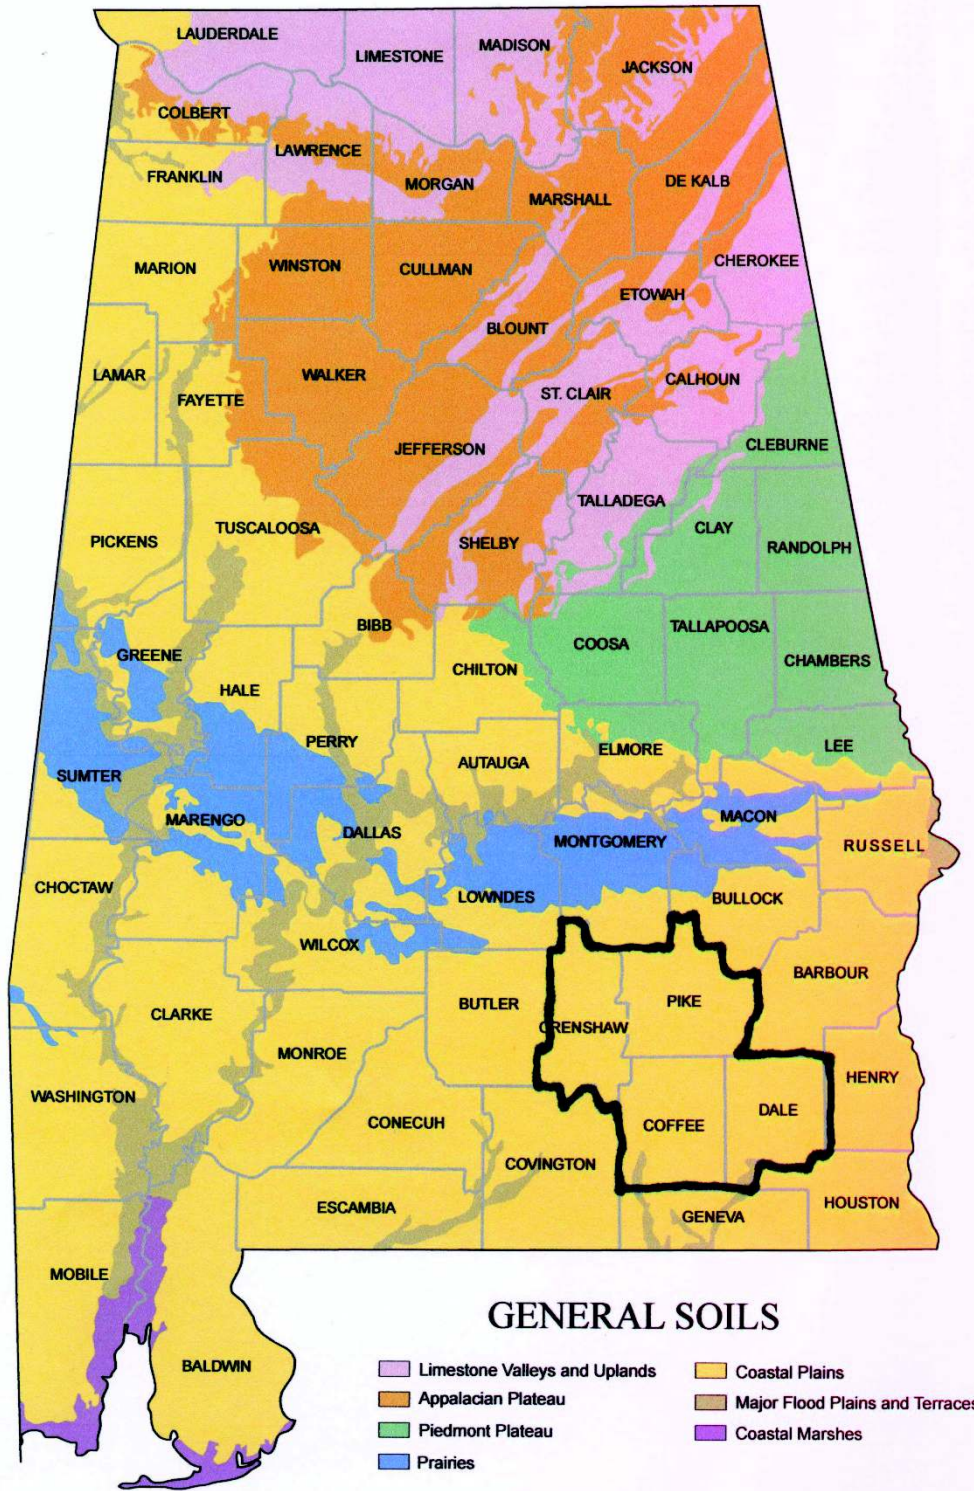 LAUDERDALE
LIMESTONE
MADISON
JACKSON
COLBERT
LAWRENCE
FRANKLIN
MORGAN
MARSHALL
DE KALB
MARION
WINSTON
CULLMAN
CHEROKEE
ETOWAH
BLOUNT
LAMAR
FAYETTE
WALKER
ST. CLAIR
CALHOUN
JEFFERSON
CLEBURNE
TALLADEGA
PICKENS
TUSCALOOSA
SHELBY
CLAY
RANDOLPH
BIBB
GREENE
HALE
CHILTON
COOSA
TALLAPOOSA
CHAMBERS
PERRY
SUMTER
AUTAUGA
ELMORE
LEE
MARENGO
DALLAS
MONTGOMERY
MACON
RUSSELL
CHOCTAW
LOWNDES
BULLOCK
WILCOX
BARBOUR
CLARKE
BUTLER
CRENSHAW
PIKE
MONROE
WASHINGTON
CONECUH
COFFEE
DALE
HENRY
COVINGTON
ESCAMBIA
GENEVA
HOUSTON
MOBILE
BALDWIN
GENERAL SOILS
Limestone Valleys and Uplands
Appalacian Plateau
Piedmont Plateau
Prairies
Coastal Plains
Major Flood Plains and Terraces
Coastal Marshes